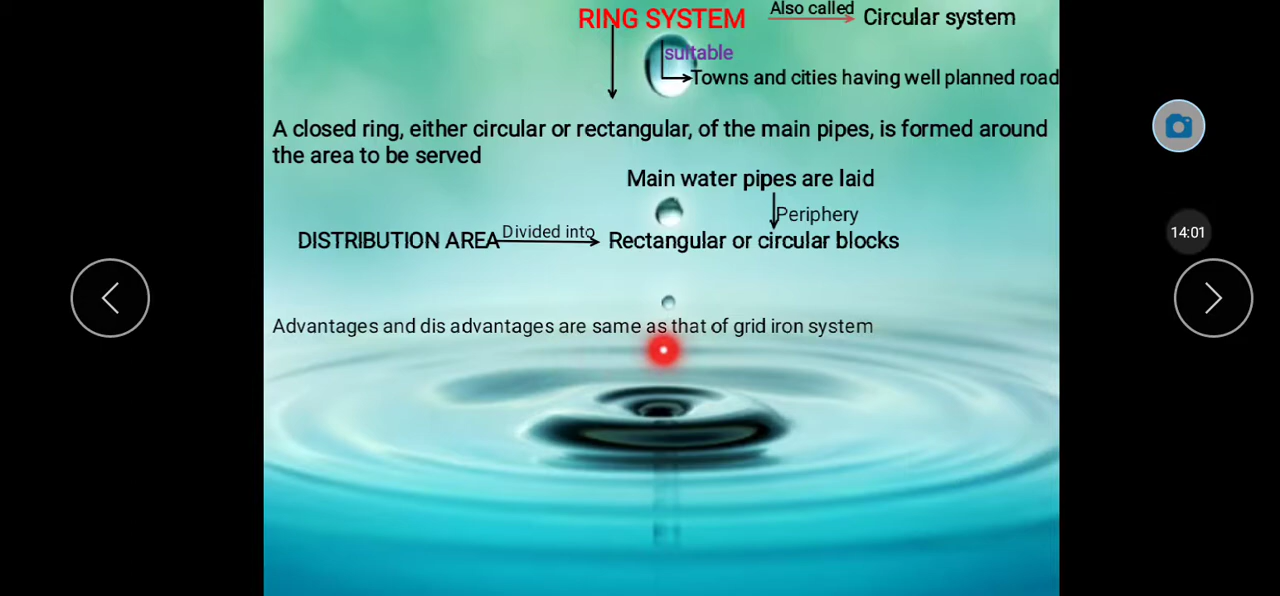 RING SYSTEM Also called Circular system
suitable
Towns and cities having well planned road
A closed ring, either circular or rectangular, of the main pipes, is formed around
the area to be served
Main water pipes are laid
Periphery
DISTRIBUTION AREA Divided into Rectangular or circular blocks
Advantages and dis advantages are same as that of grid iron system
14:01